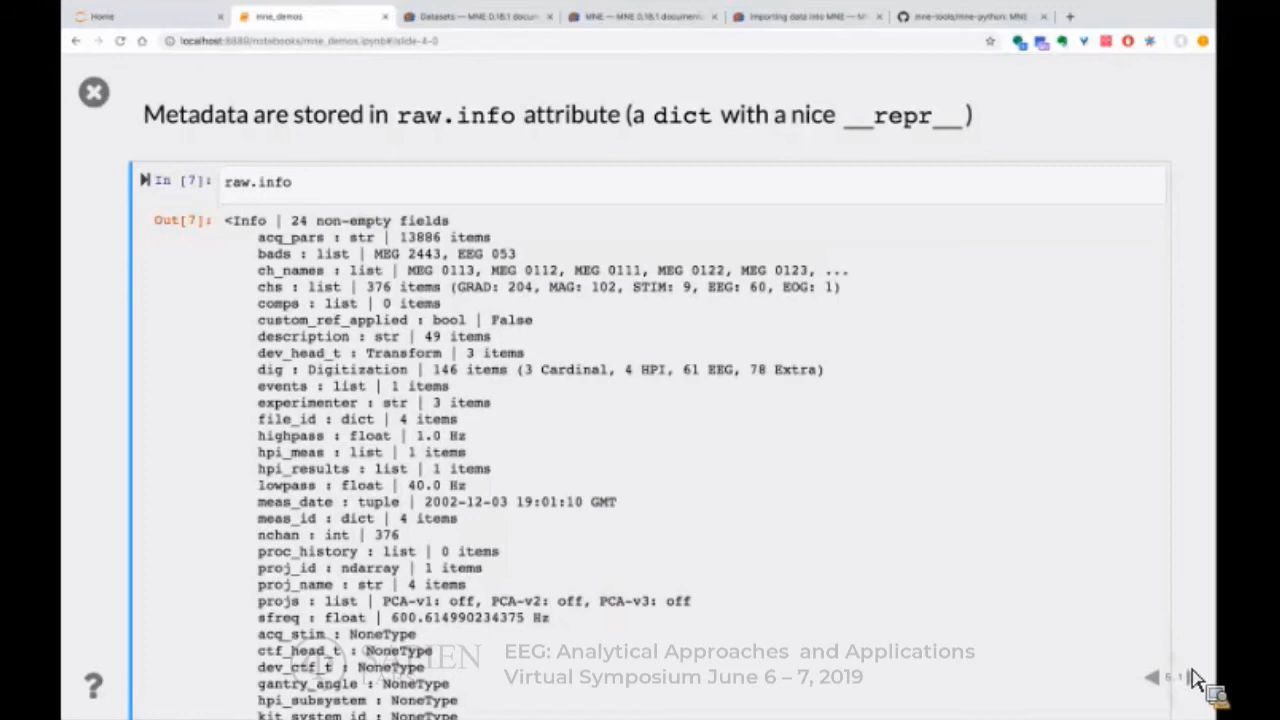 Home
mne_demos
Datasets — MNE 0.18.1 docum
MNE — MNE 0.18.1 document
Importing data into MNE — M
mne-tools/mne-python: MNE
localhost:8889/notebooks/mne_demos.ipynb#/slide-4-0
Metadata are stored in raw.info attribute (a dict with a nice __repr__)
In [7]: raw.info
Out[7]: <Info | 24 non-empty fields
acq_pars : str | 13886 items
bads : list | MEG 2443, EEG 053
ch_names : list | MEG 0113, MEG 0112, MEG 0111, MEG 0122, MEG 0123, ...
chs : list | 376 items (GRAD: 204, MAG: 102, STIM: 9, EEG: 60, EOG: 1)
comps : list | 0 items
custom_ref_applied : bool | False
description : str | 49 items
dev_head_t : Transform | 3 items
dig : Digitization | 146 items (3 Cardinal, 4 HPI, 61 EEG, 78 Extra)
events : list | 1 items
experimenter : str | 3 items
file_id : dict | 4 items
highpass : float | 1.0 Hz
hpi_meas : list | 1 items
hpi_results : list | 1 items
lowpass : float | 40.0 Hz
meas_date : tuple | 2002-12-03 19:01:10 GMT
meas_id : dict | 4 items
nchan : int | 376
proc_history : list | 0 items
proj_id : ndarray | 1 items
proj_name : str | 4 items
projs : list | PCA-v1: off, PCA-v2: off, PCA-v3: off
sfreq : float | 600.614990234375 Hz
acq_stim : NoneType
ctf_head_t : NoneType
dev_ctf_t : NoneType
gantry_angle : NoneType
hpi_subsystem : NoneType
kit_system_id : NoneType
EEG: Analytical Approaches and Applications
Virtual Symposium June 6 – 7, 2019
?